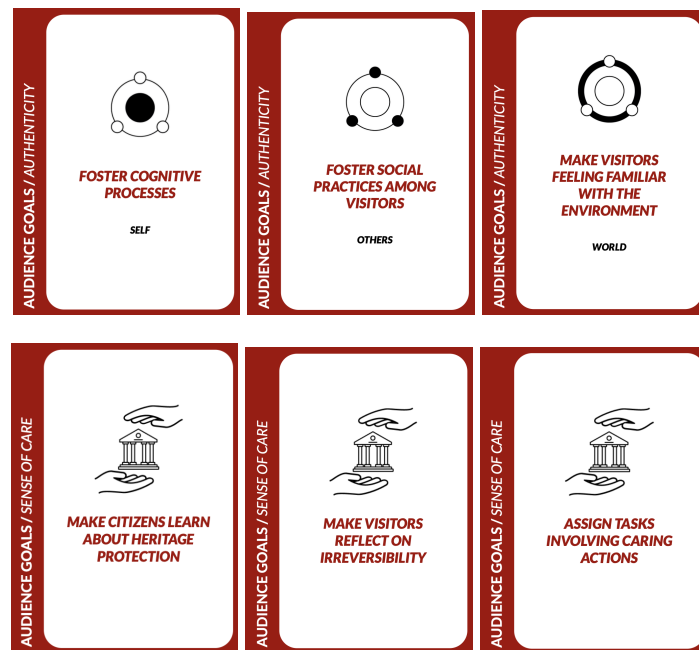 AUDIENCE GOALS / AUTHENTICITY
FOSTER COGNITIVE
PROCESSES
SELF
AUDIENCE GOALS / AUTHENTICITY
FOSTER SOCIAL
PRACTICES AMONG
VISITORS
OTHERS
AUDIENCE GOALS / AUTHENTICITY
MAKE VISITORS
FEELING FAMILIAR
WITH THE
ENVIRONMENT
WORLD
AUDIENCE GOALS / SENSE OF CARE
MAKE CITIZENS LEARN
ABOUT HERITAGE
PROTECTION
AUDIENCE GOALS / SENSE OF CARE
MAKE VISITORS
REFLECT ON
IRREVERSIBILITY
AUDIENCE GOALS / SENSE OF CARE
ASSIGN TASKS
INVOLVING CARING
ACTIONS